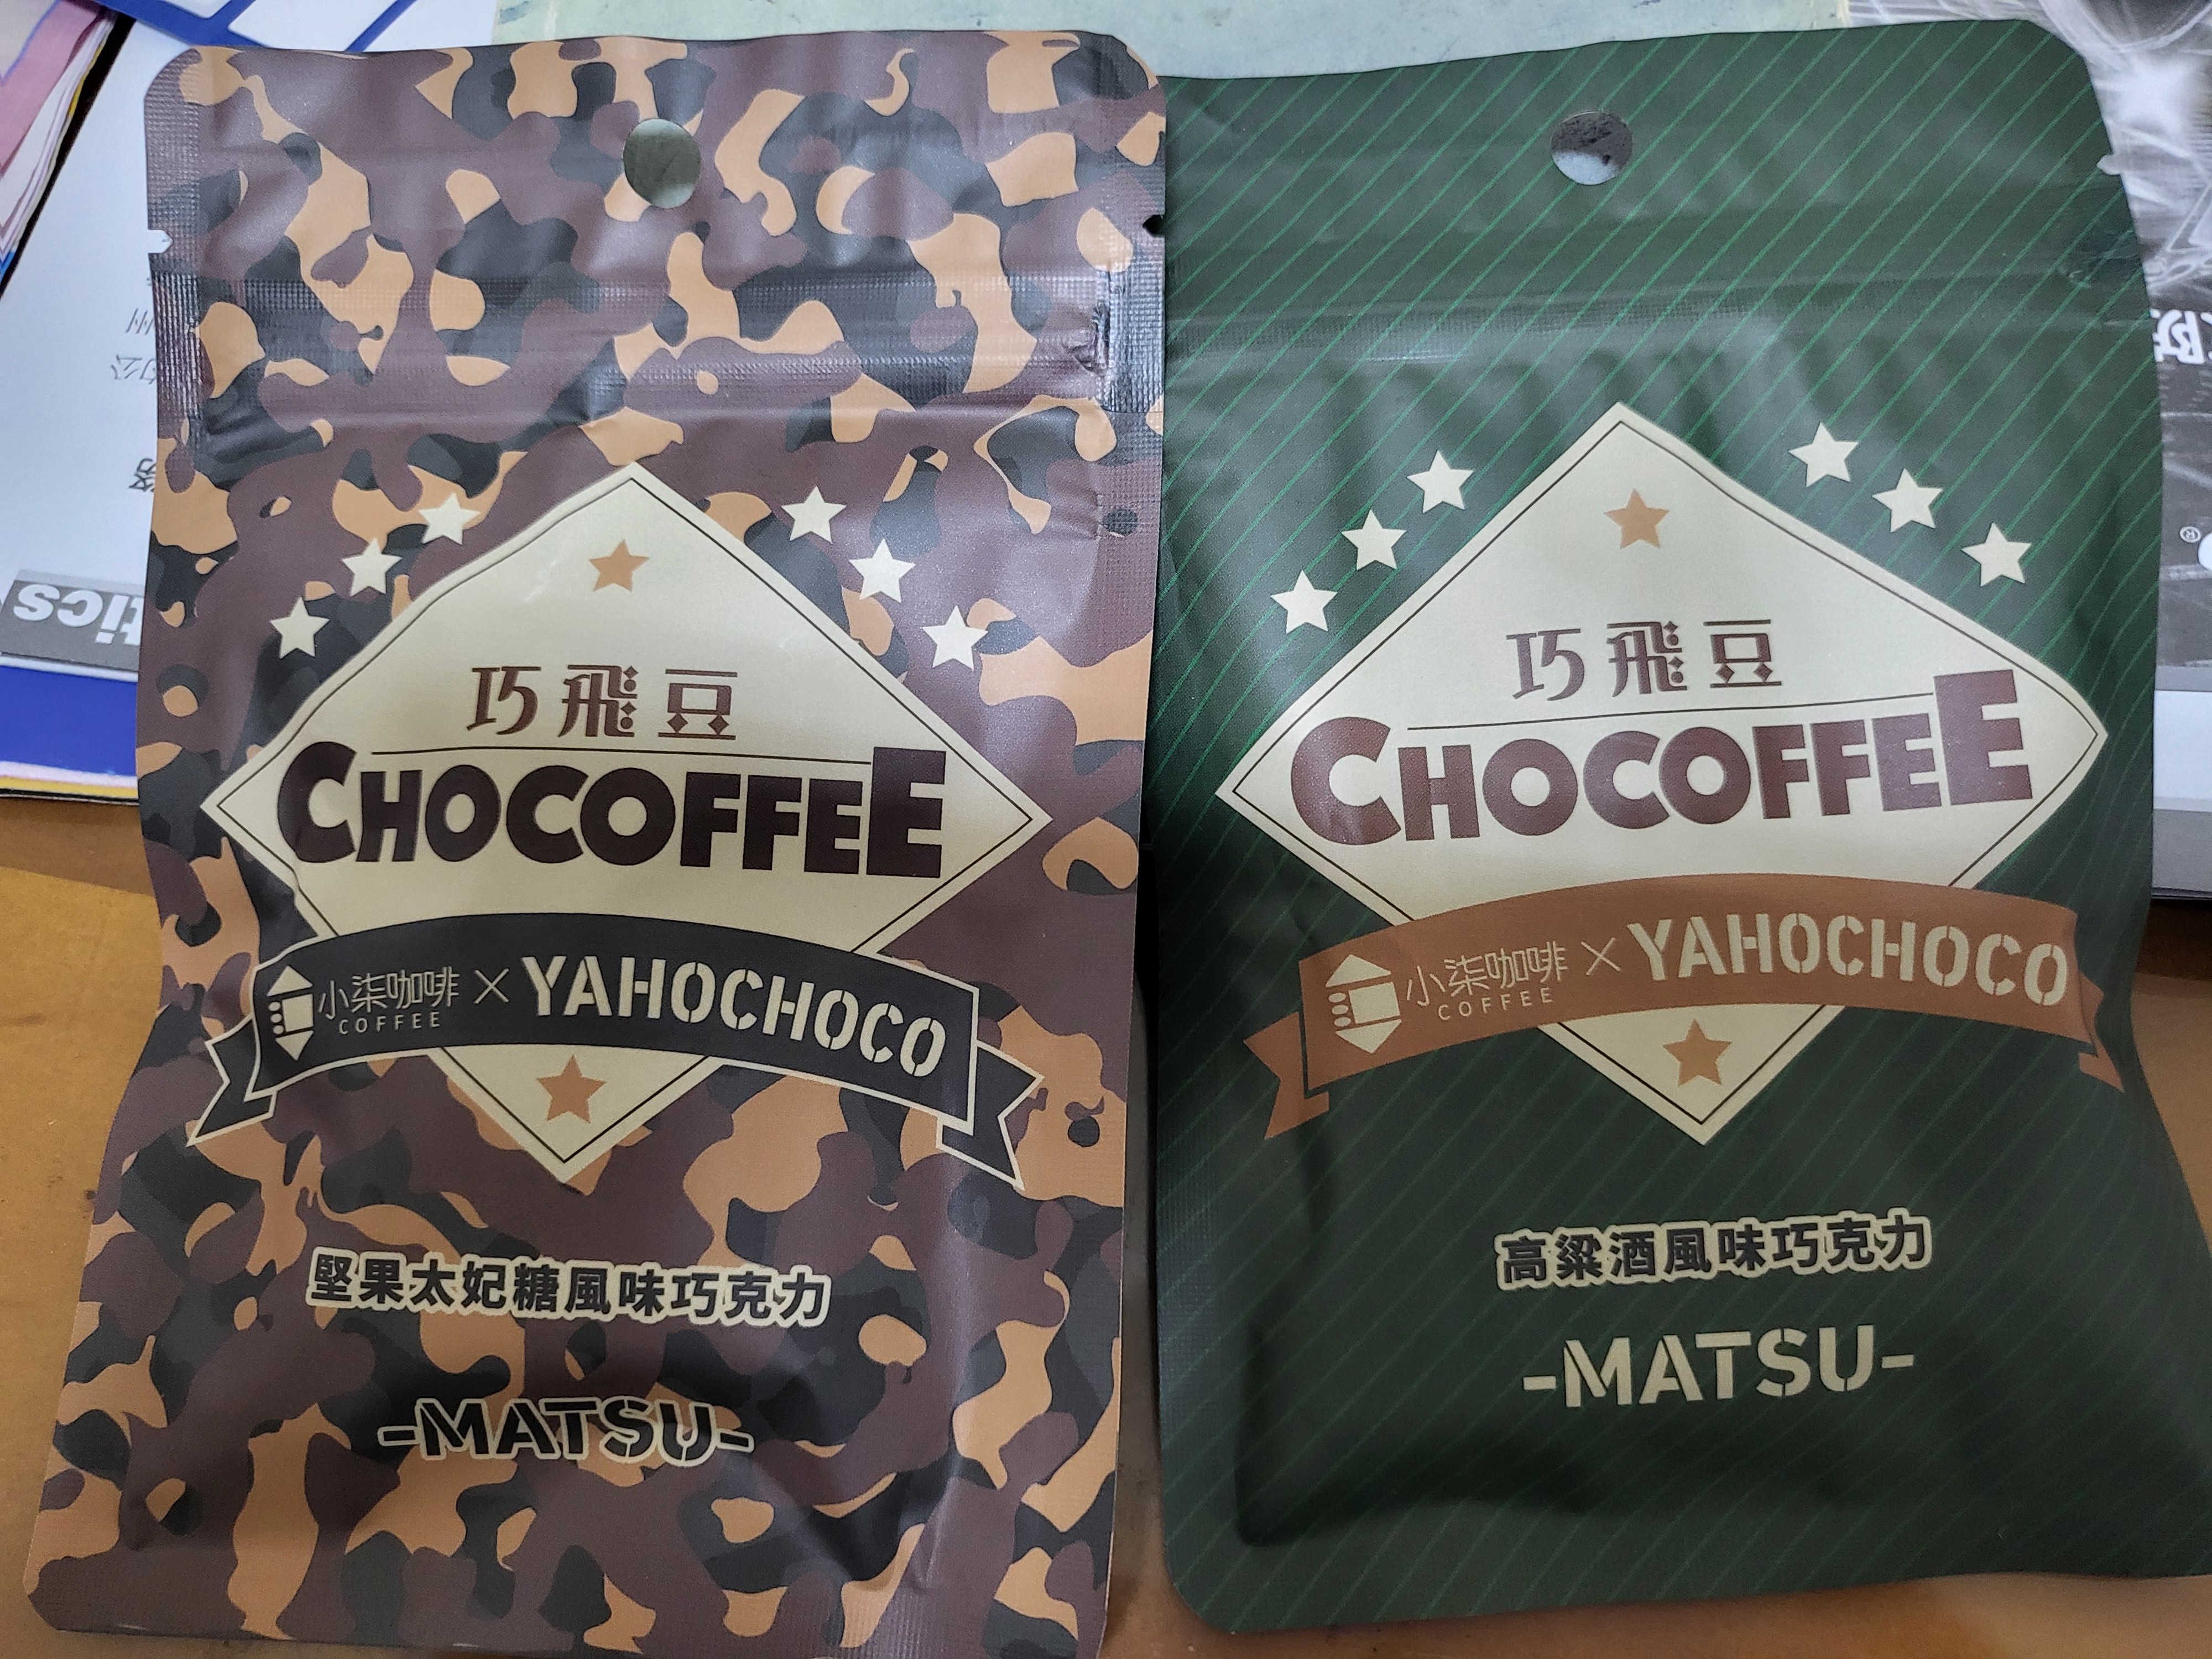 巧飛豆
CHOCOFFEE
小柒咖啡 × YAHOCHOCO
COFFEE
堅果太妃糖風味巧克力
-MATSU-
巧飛豆
CHOCOFFEE
小柒咖啡 × YAHOCHOCO
COFFEE
高粱酒風味巧克力
-MATSU-
tics